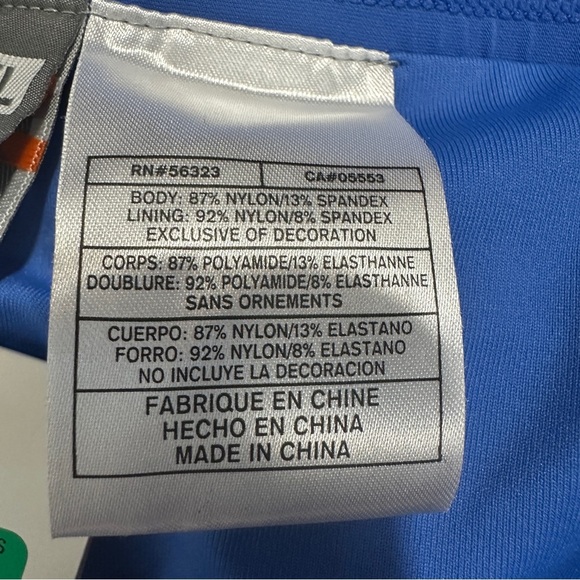 RN#56323 CA#05553
BODY: 87% NYLON/13% SPANDEX
LINING: 92% NYLON/8% SPANDEX
EXCLUSIVE OF DECORATION
CORPS: 87% POLYAMIDE/13% ELASTHANNE
DOUBLURE: 92% POLYAMIDE/8% ELASTHANNE
SANS ORNEMENTS
CUERPO: 87% NYLON/13% ELASTANO
FORRO: 92% NYLON/8% ELASTANO
NO INCLUYE LA DECORACION
FABRIQUE EN CHINE
HECHO EN CHINA
MADE IN CHINA